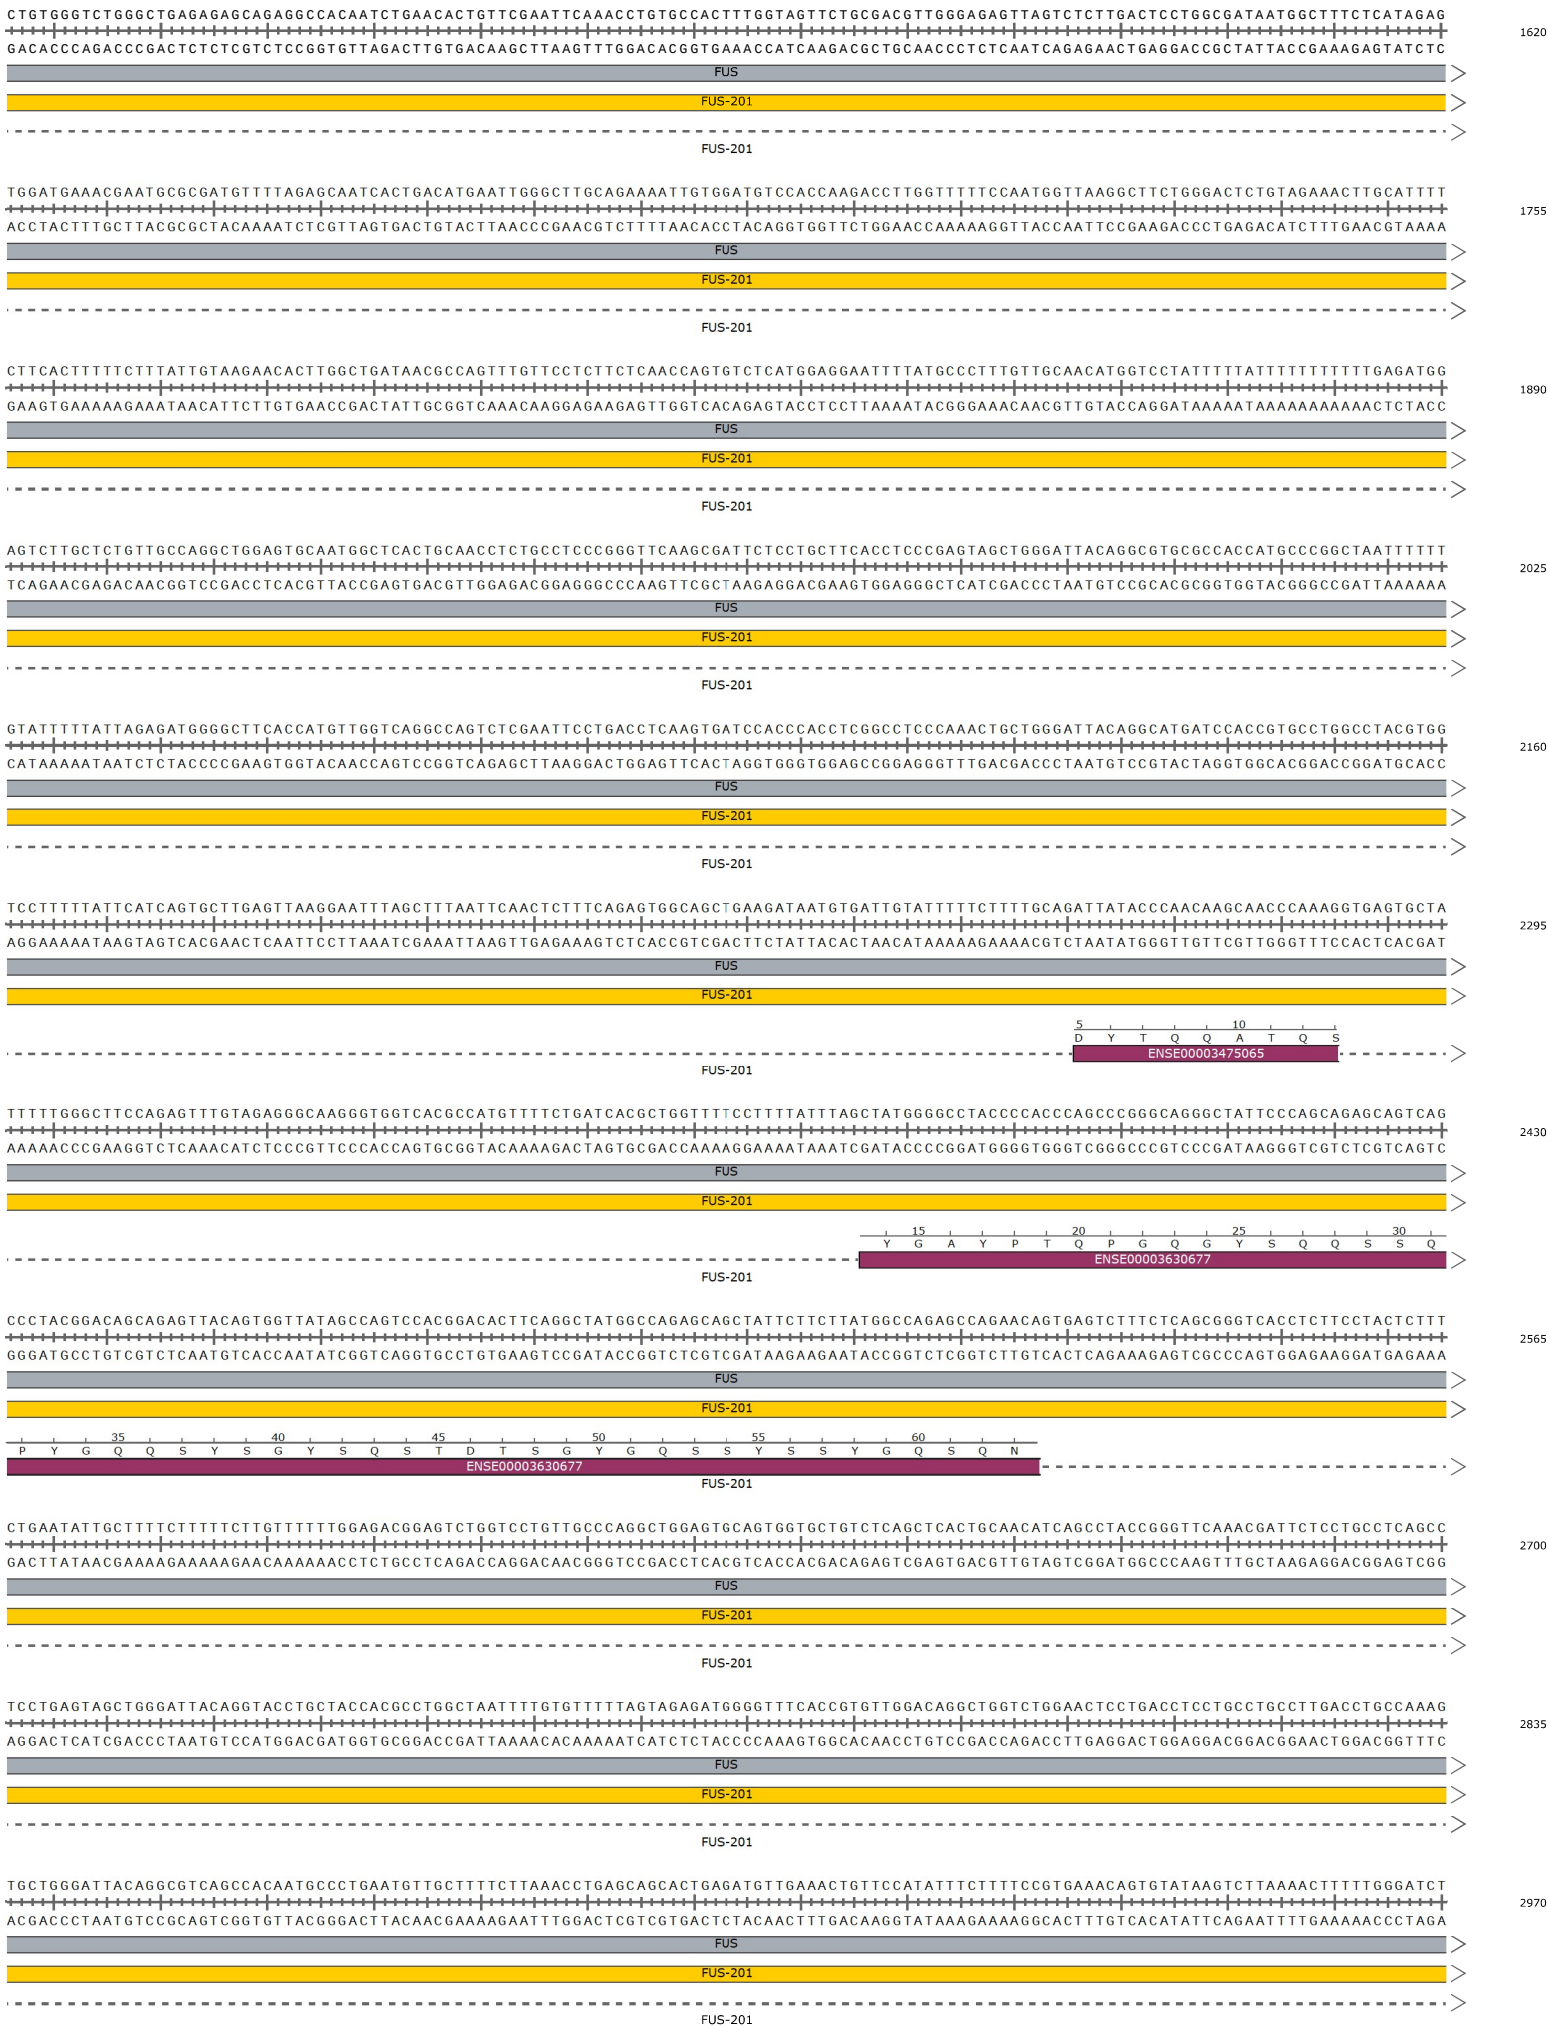 CTGTGGGTCTGGGCTGAGAGAGCAGAGGCCACAATCTGAACACTGTTCGAATTCAAACCTGTGCCACTTTGGTAGTTCTGCGACGTTGGGAGAGTTAGTCTCTTGACTCCTGGCGATAATGGCTTTCTCATAGAG
1620
GACACCCAGACCCGACTCTCTCGTCTCCGGTGTTAGACTTGTGACAAGCTTAAGTTTGGACACGGTGAAACCATCAAGACGCTGCAACCCTCTCAATCAGAGAACTGAGGACCGCTATTACCGAAAGAGTATCTC
FUS
FUS-201
FUS-201
TGGATGAAACGAATGCGCGATGTTTTAGAGCAATCACTGACATGAATTGGGCTTGCAGAAAATTGTGGATGTCCACCAAGACCTTGGTTTTTCCAATGGTTAAGGCTTCTGGGACTCTGTAGAAACTTGCATTTT
1755
ACCTACTTTGCTTACGCGCTACAAAATCTCGTTAGTGACTGTACTTAACCCGAACGTCTTTTAACACCTACAGGTGGTTCTGGAACCAAAAAGGTTACCAATTCCGAAGACCCTGAGACATCTTTGAACGTAAAA
FUS
FUS-201
FUS-201
CTTCACTTTTTCTTTATTGTAAGAACACTTGGCTGATAACGCCAGTTTGTTCCTCTTCTCAACCAGTGTCTCATGGAGGAATTTTATGCCCTTTGTTGCAACATGGTCCTATTTTTATTTTTTTTTTTGAGATGG
1890
GAAGTGAAAAAGAAATAACATTCTTGTGAACCGACTATTGCGGTCAAACAAGGAGAAGAGTTGGTCACAGAGTACCTCCTTAAAATACGGGAAACAACGTTGTACCAGGATAAAAATAAAAAAAAAAACTCTACC
FUS
FUS-201
FUS-201
AGTCTTGCTCTGTTGCCAGGCTGGAGTGCAATGGCTCACTGCAACCTCTGCCTCCCGGGTTCAAGCGATTCTCCTGCTTCACCTCCCGAGTAGCTGGGATTACAGGCGTGCGCCACCATGCCCGGCTAATTTTTT
2025
TCAGAACGAGACAACGGTCCGACCTCACGTTACCGAGTGACGTTGGAGACGGAGGGCCCAAGTTCGCTAAGAGGACGAAGTGGAGGGCTCATCGACCCTAATGTCCGCACGCGGTGGTACGGGCCGATTAAAAAA
FUS
FUS-201
FUS-201
GTATTTTTATTAGAGATGGGGCTTCACCATGTTGGTCAGGCCAGTCTCGAATTCCTGACCTCAAGTGATCCACCCACCTCGGCCTCCCAAACTGCTGGGATTACAGGCATGATCCACCGTGCCTGGCCTACGTGG
2160
CATAAAAATAATCTCTACCCCGAAGTGGTACAACCAGTCCGGTCAGAGCTTAAGGACTGGAGTTCACTAGGTGGGTGGAGCCGGAGGGTTTGACGACCCTAATGTCCGTACTAGGTGGCACGGACCGGATGCACC
FUS
FUS-201
FUS-201
TCCTTTTTATTCATCAGTGCTTGAGTTAAGGAATTTAGCTTTAATTCAACTCTTTCAGAGTGGCAGCTGAAGATAATGTGATTGTATTTTTCTTTTGCAGATTATACCCAACAAGCAACCCAAAGGTGAGTGCTA
2295
AGGAAAAATAAGTAGTCACGAACTCAATTCCTTAAATCGAAATTAAGTTGAGAAAGTCTCACCGTCGACTTCTATTACACTAACATAAAAAGAAAACGTCTAATATGGGTTGTTCGTTGGGTTTCCACTCACGAT
FUS
FUS-201
5 10
D Y T Q Q A T Q S
ENSE00003475065
FUS-201
TTTTTGGGCTTCCAGAGTTTGTAGAGGGCAAGGGTGGTCACGCCATGTTTTCTGATCACGCTGGTTTTCCTTTTATTTAGCTATGGGGCCTACCCCACCCAGCCCGGGCAGGGCTATTCCCAGCAGAGCAGTCAG
2430
AAAAACCCGAAGGTCTCAAACATCTCCCGTTCCCACCAGTGCGGTACAAAAGACTAGTGCGACCAAAAGGAAAATAAATCGATACCCCGGATGGGGTGGGTCGGGCCCGTCCCGATAAGGGTCGTCTCGTCAGTC
FUS
FUS-201
15 20 25 30
Y G A Y P T Q P G Q G Y S Q Q S S Q
ENSE00003630677
FUS-201
CCCTACGGACAGCAGAGTTACAGTGGTTATAGCCAGTCCACGGACACTTCAGGCTATGGCCAGAGCAGCTATTCTTCTTATGGCCAGAGCCAGAACAGTGAGTCTTTCTCAGCGGGTCACCTCTTCCTACTCTTT
2565
GGGATGCCTGTCGTCTCAATGTCACCAATATCGGTCAGGTGCCTGTGAAGTCCGATACCGGTCTCGTCGATAAGAAGAATACCGGTCTCGGTCTTGTCACTCAGAAAGAGTCGCCCAGTGGAGAAGGATGAGAAA
FUS
FUS-201
35 40 45 50 55 60
P Y G Q Q S Y S G Y S Q S T D T S G Y G Q S S Y S S Y G Q S Q N
ENSE00003630677
FUS-201
CTGAATATTGCTTTTCTTTTTCTTGTTTTTTGGAGACGGAGTCTGGTCCTGTTGCCCAGGCTGGAGTGCAGTGGTGCTGTCTCAGCTCACTGCAACATCAGCCTACCGGGTTCAAACGATTCTCCTGCCTCAGCC
2700
GACTTATAACGAAAAGAAAAAGAACAAAAAACCTCTGCCTCAGACCAGGACAACGGGTCCGACCTCACGTCACCACGACAGAGTCGAGTGACGTTGTAGTCGGATGGCCCAAGTTTGCTAAGAGGACGGAGTCGG
FUS
FUS-201
FUS-201
TCCTGAGTAGCTGGGATTACAGGTACCTGCTACCACGCCTGGCTAATTTTGTGTTTTTAGTAGAGATGGGGTTTCACCGTGTTGGACAGGCTGGTCTGGAACTCCTGACCTCCTGCCTGCCTTGACCTGCCAAAG
2835
AGGACTCATCGACCCTAATGTCCATGGACGATGGTGCGGACCGATTAAAACACAAAAATCATCTCTACCCCAAAGTGGCACAACCTGTCCGACCAGACCTTGAGGACTGGAGGACGGACGGAACTGGACGGTTTC
FUS
FUS-201
FUS-201
TGCTGGGATTACAGGCGTCAGCCACAATGCCCTGAATGTTGCTTTTCTTAAACCTGAGCAGCACTGAGATGTTGAAACTGTTCCATATTTCTTTTCCGTGAAACAGTGTATAAGTCTTAAAACTTTTTGGGATCT
2970
ACGACCCTAATGTCCGCAGTCGGTGTTACGGGACTTACAACGAAAAGAATTTGGACTCGTCGTGACTCTACAACTTTGACAAGGTATAAAGAAAAGGCACTTTGTCACATATTCAGAATTTTGAAAAACCCTAGA
FUS
FUS-201
FUS-201